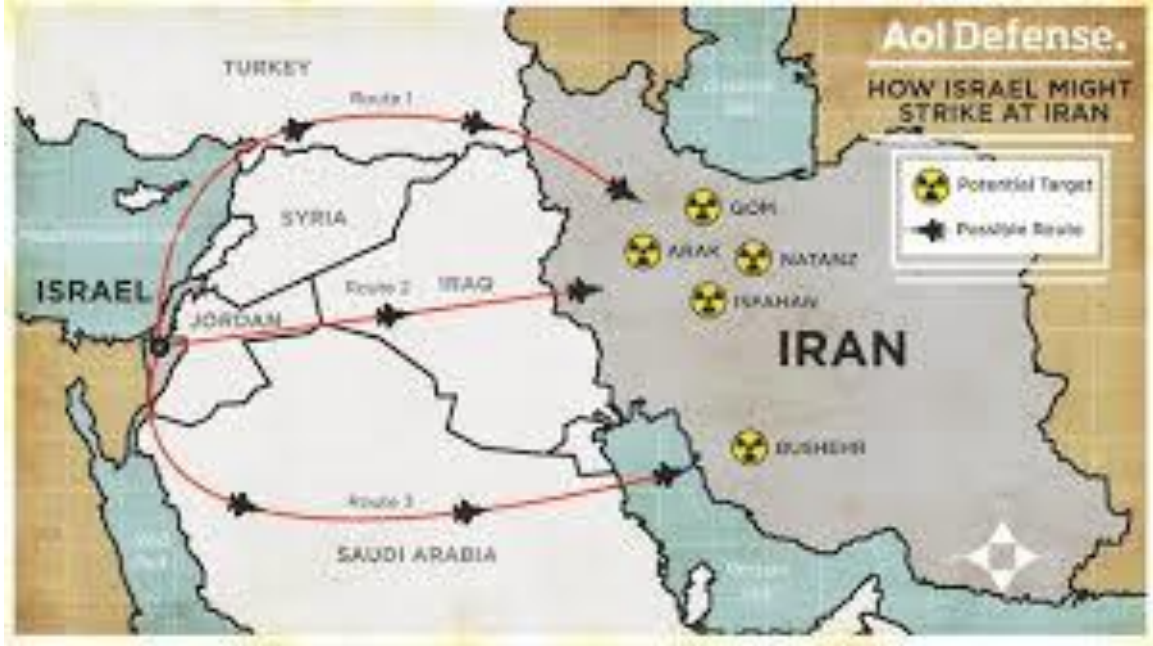 Aol Defense.
HOW ISRAEL MIGHT
STRIKE AT IRAN
Potential Target
Possible Route
TURKEY
Route 1
SYRIA
QOM
ARAK
NATANZ
ISRAEL
Route 2
IRAQ
ISFAHAN
JORDAN
IRAN
BUSHEHR
Route 3
SAUDI ARABIA